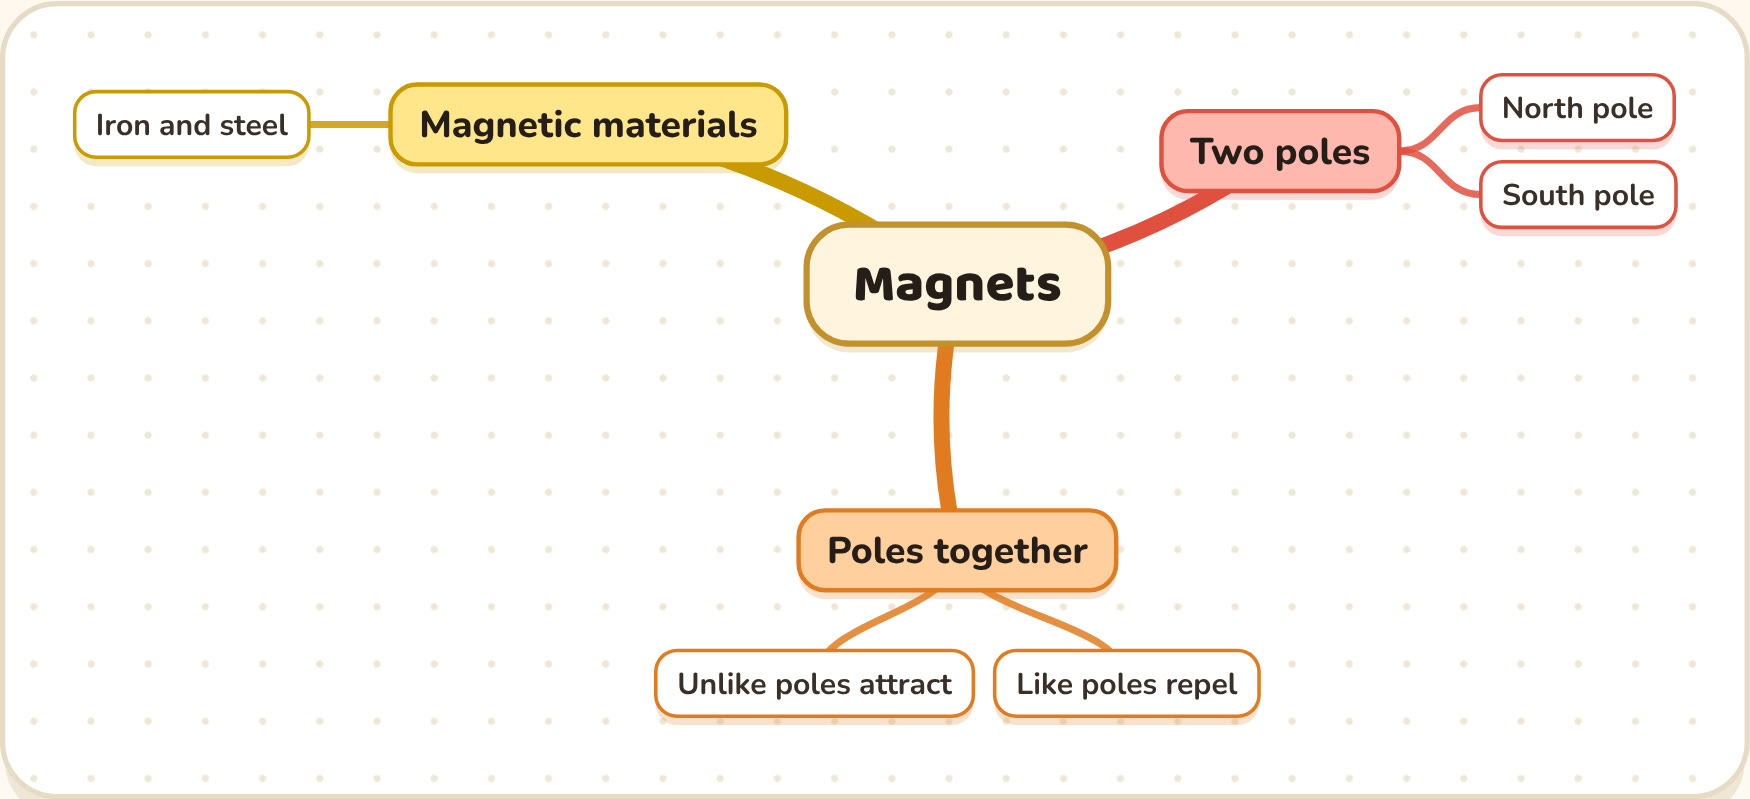 Magnets
Two poles
North pole
South pole
Poles together
Unlike poles attract
Like poles repel
Magnetic materials
Iron and steel